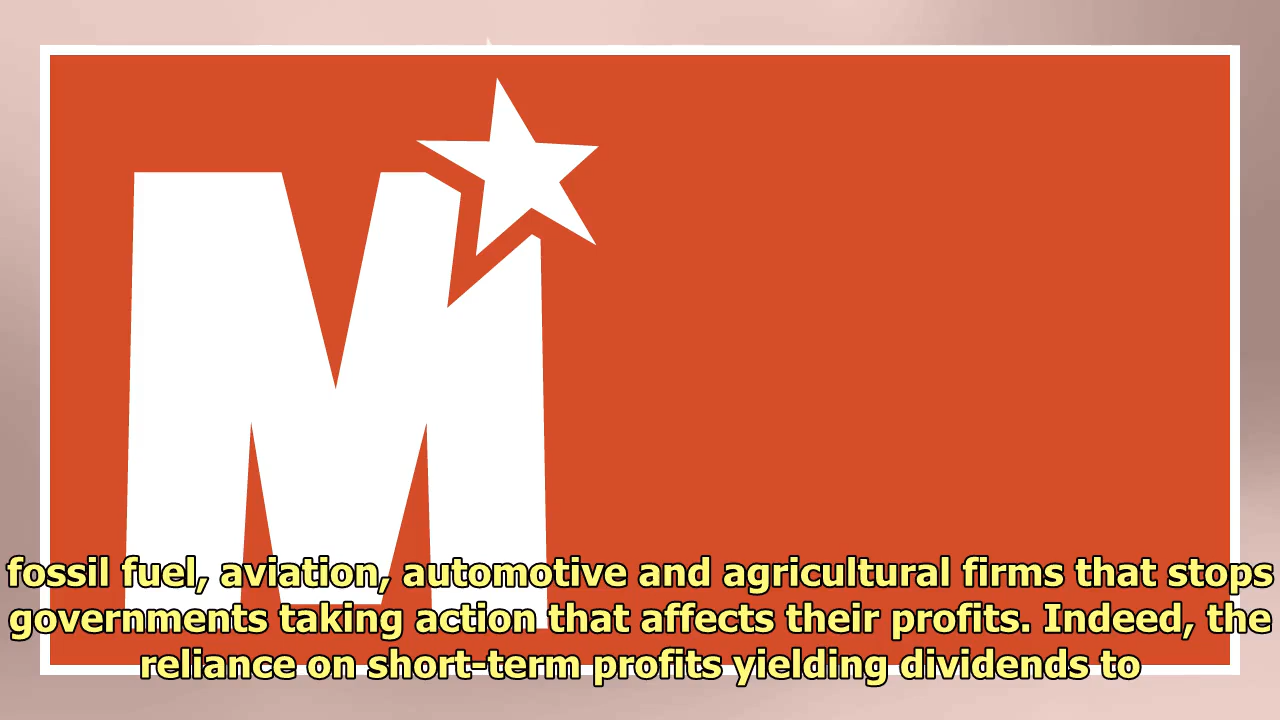 M
fossil fuel, aviation, automotive and agricultural firms that stops
governments taking action that affects their profits. Indeed, the
reliance on short-term profits yielding dividends to